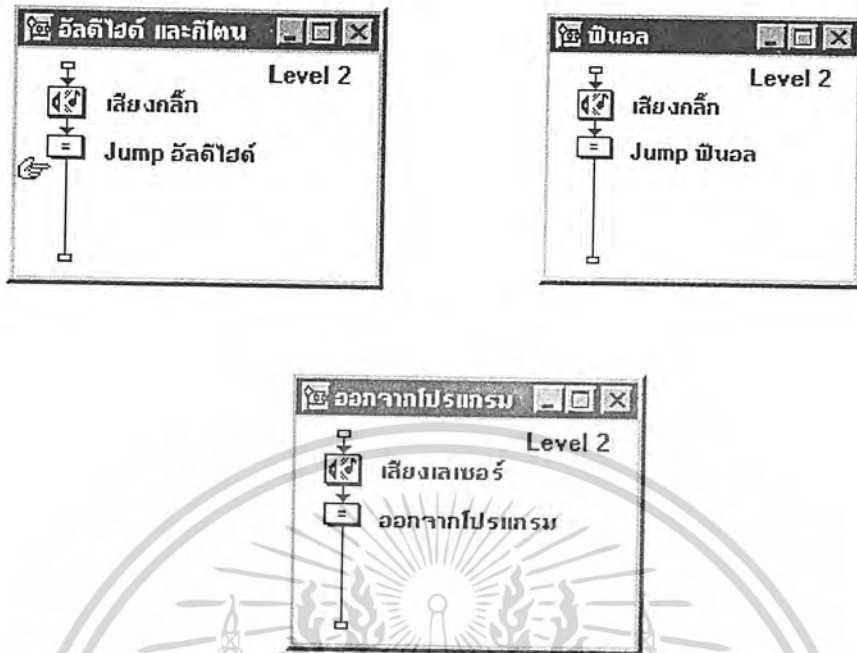 อัลดีไฮด์ และคีโตน
Level 2
เสียงคลิ๊ก
Jump อัลดีไฮด์
ฟีนอล
Level 2
เสียงคลิ๊ก
Jump ฟีนอล
ออกจากโปรแกรม
Level 2
เสียงเลเซอร์
ออกจากโปรแกรม